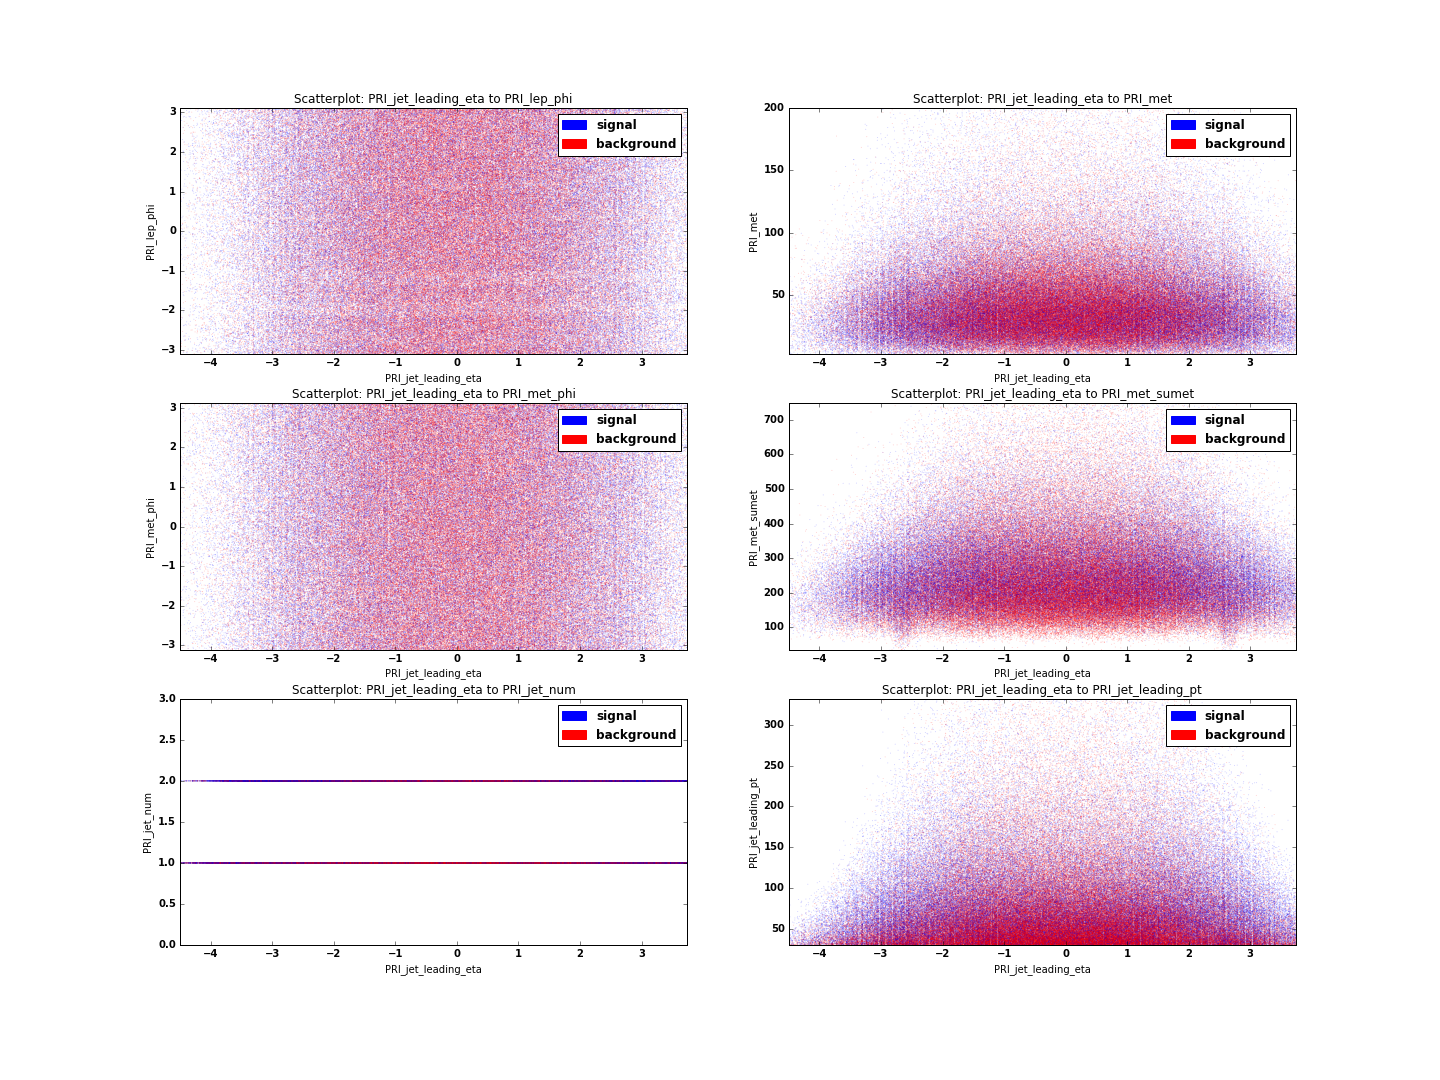 Scatterplot: PRI_jet_leading_eta to PRI_lep_phi
3
2
1
0
−1
−2
−3
PRI_lep_phi
signal
background
−4 −3 −2 −1 0 1 2 3
PRI_jet_leading_eta
Scatterplot: PRI_jet_leading_eta to PRI_met
200
150
100
50
PRI_met
signal
background
−4 −3 −2 −1 0 1 2 3
PRI_jet_leading_eta
Scatterplot: PRI_jet_leading_eta to PRI_met_phi
3
2
1
0
−1
−2
−3
PRI_met_phi
signal
background
−4 −3 −2 −1 0 1 2 3
PRI_jet_leading_eta
Scatterplot: PRI_jet_leading_eta to PRI_met_sumet
700
600
500
400
300
200
100
PRI_met_sumet
signal
background
−4 −3 −2 −1 0 1 2 3
PRI_jet_leading_eta
Scatterplot: PRI_jet_leading_eta to PRI_jet_num
3.0
2.5
2.0
1.5
1.0
0.5
0.0
PRI_jet_num
signal
background
−4 −3 −2 −1 0 1 2 3
PRI_jet_leading_eta
Scatterplot: PRI_jet_leading_eta to PRI_jet_leading_pt
300
250
200
150
100
50
PRI_jet_leading_pt
signal
background
−4 −3 −2 −1 0 1 2 3
PRI_jet_leading_eta